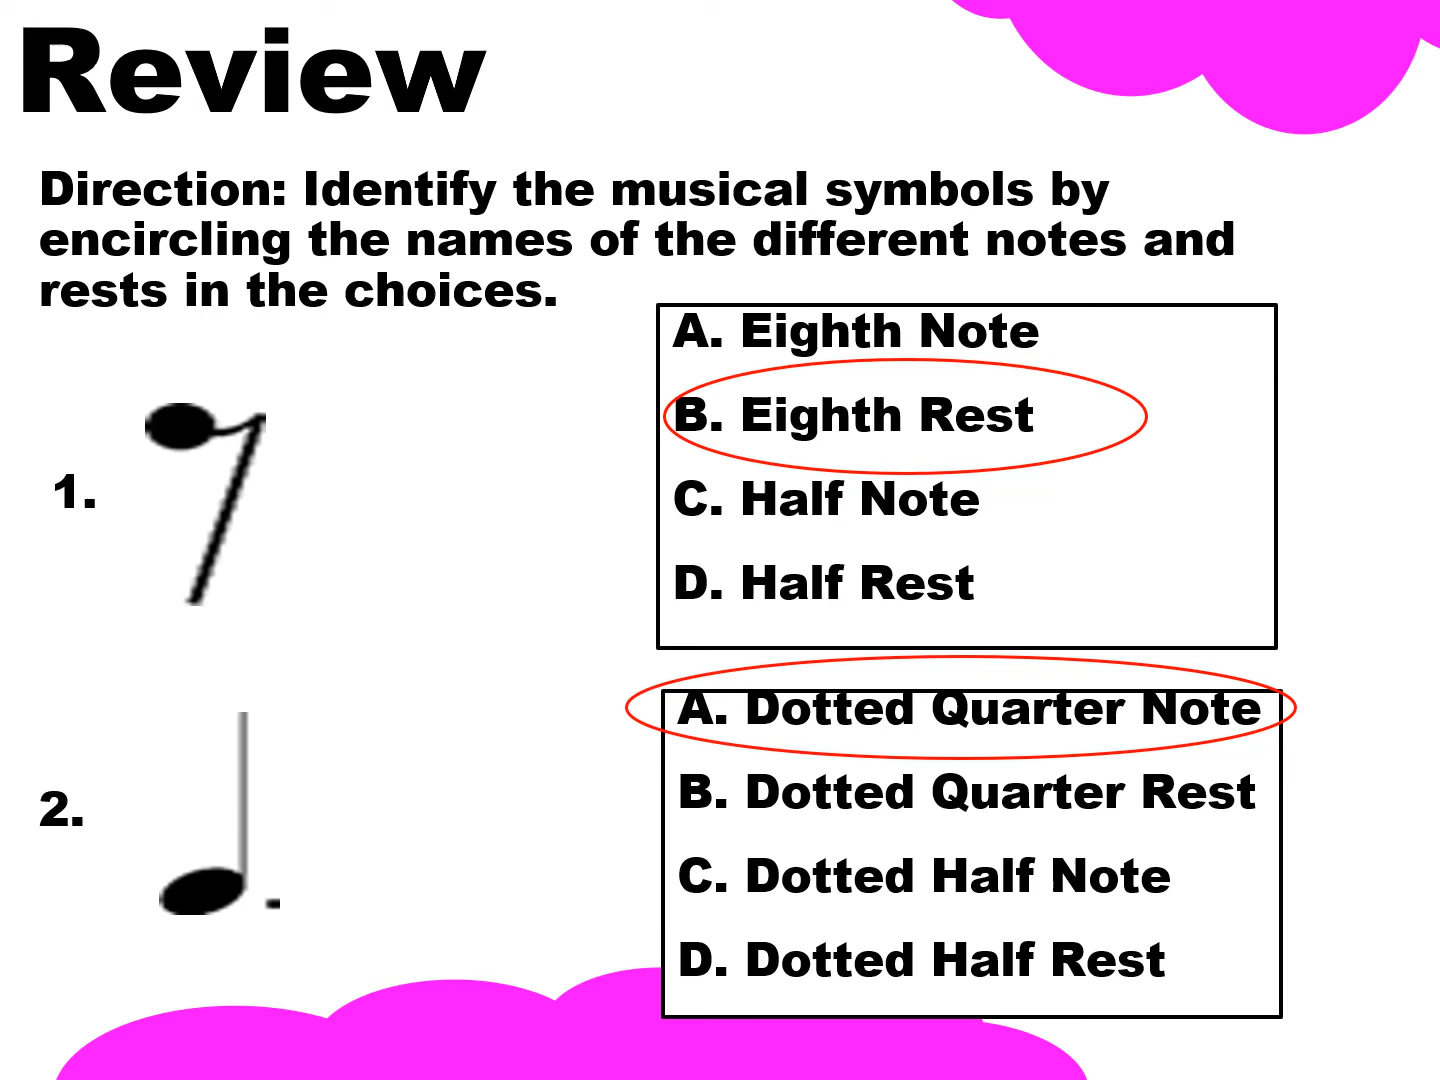 Review
Direction: Identify the musical symbols by
encircling the names of the different notes and
rests in the choices.
1.
A. Eighth Note
B. Eighth Rest
C. Half Note
D. Half Rest
2.
A. Dotted Quarter Note
B. Dotted Quarter Rest
C. Dotted Half Note
D. Dotted Half Rest